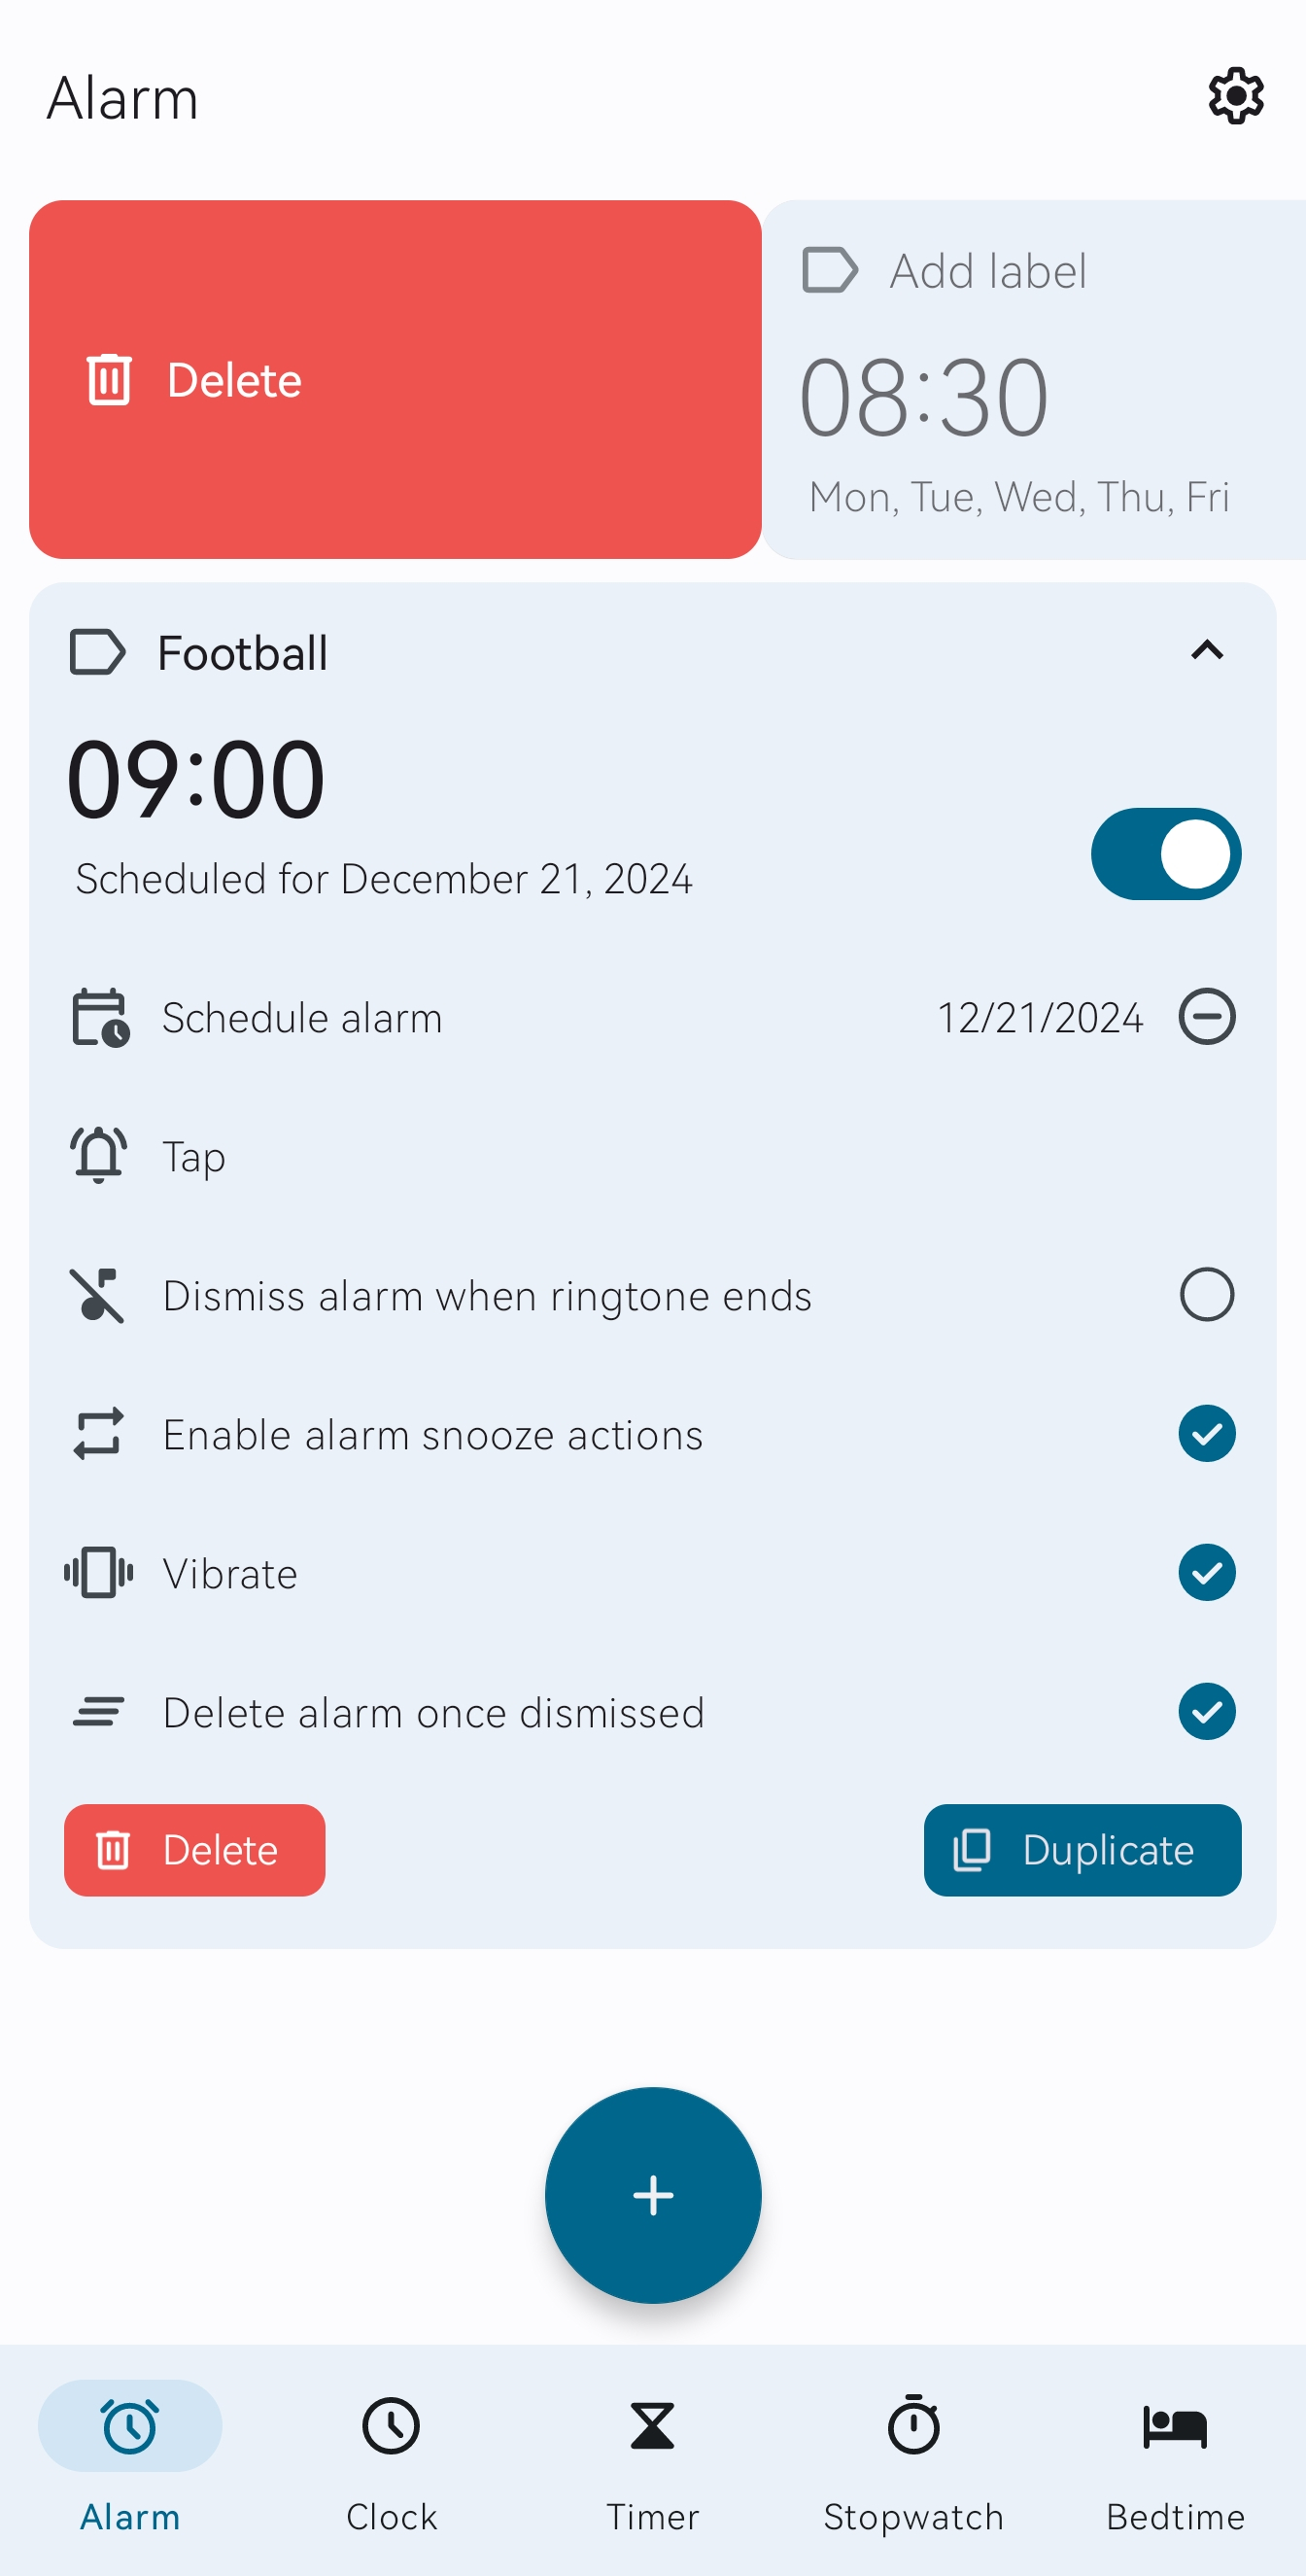 Alarm
Delete
Add label
08:30
Mon, Tue, Wed, Thu, Fri
Football
09:00
Scheduled for December 21, 2024
Schedule alarm 12/21/2024
Tap
Dismiss alarm when ringtone ends
Enable alarm snooze actions
Vibrate
Delete alarm once dismissed
Delete Duplicate
Alarm Clock Timer Stopwatch Bedtime